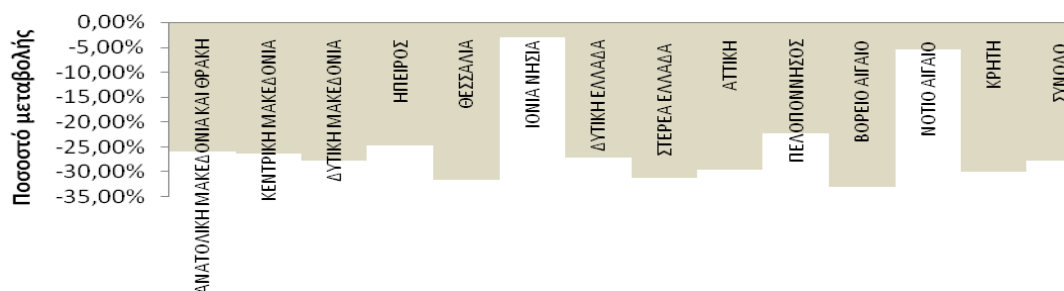 Ποσοστό μεταβολής
0,00%
-5,00%
-10,00%
-15,00%
-20,00%
-25,00%
-30,00%
-35,00%
ΑΝΑΤΟΛΙΚΗ ΜΑΚΕΔΟΝΙΑ ΚΑΙ ΘΡΑΚΗ
ΚΕΝΤΡΙΚΗ ΜΑΚΕΔΟΝΙΑ
ΔΥΤΙΚΗ ΜΑΚΕΔΟΝΙΑ
ΗΠΕΙΡΟΣ
ΘΕΣΣΑΛΙΑ
ΙΟΝΙΑ ΝΗΣΙΑ
ΔΥΤΙΚΗ ΕΛΛΑΔΑ
ΣΤΕΡΕΑ ΕΛΛΑΔΑ
ΑΤΤΙΚΗ
ΠΕΛΟΠΟΝΝΗΣΟΣ
ΒΟΡΕΙΟ ΑΙΓΑΙΟ
ΝΟΤΙΟ ΑΙΓΑΙΟ
ΚΡΗΤΗ
ΣΥΝΟΛΟ